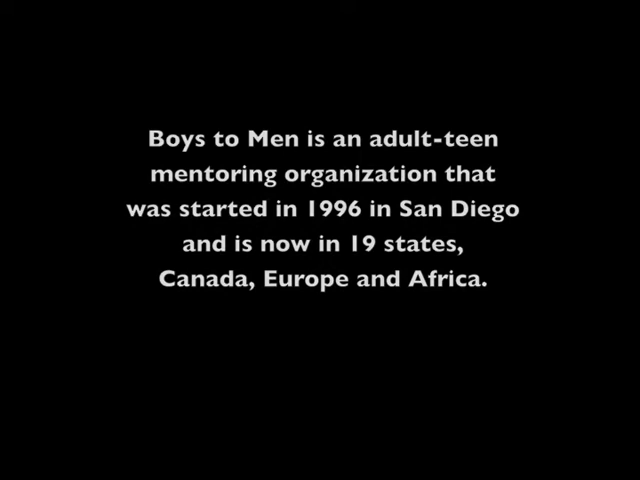 Boys to Men is an adult-teen
mentoring organization that
was started in 1996 in San Diego
and is now in 19 states,
Canada, Europe and Africa.